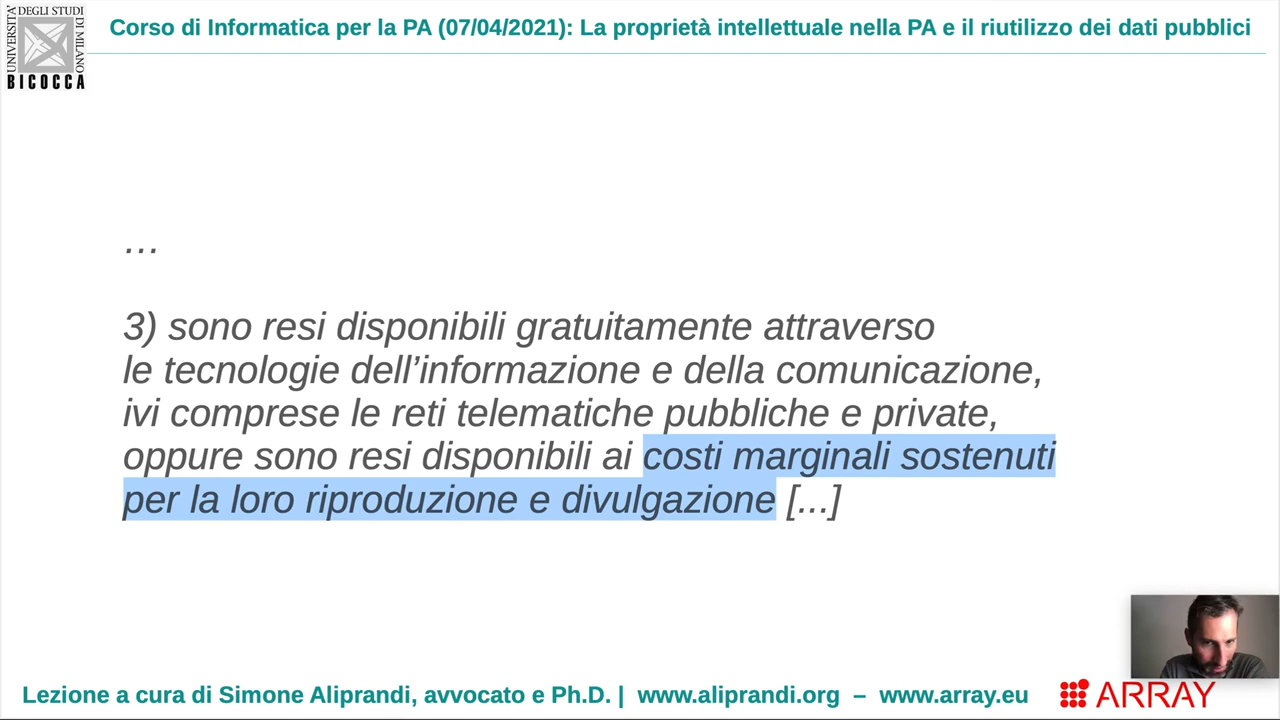 UNIVERSITA' DEGLI STUDI DI MILANO
BICOCCA
Corso di Informatica per la PA (07/04/2021): La proprietà intellettuale nella PA e il riutilizzo dei dati pubblici
…
3) sono resi disponibili gratuitamente attraverso
le tecnologie dell’informazione e della comunicazione,
ivi comprese le reti telematiche pubbliche e private,
oppure sono resi disponibili ai costi marginali sostenuti
per la loro riproduzione e divulgazione [...]
Lezione a cura di Simone Aliprandi, avvocato e Ph.D. | www.aliprandi.org – www.array.eu
ARRAY